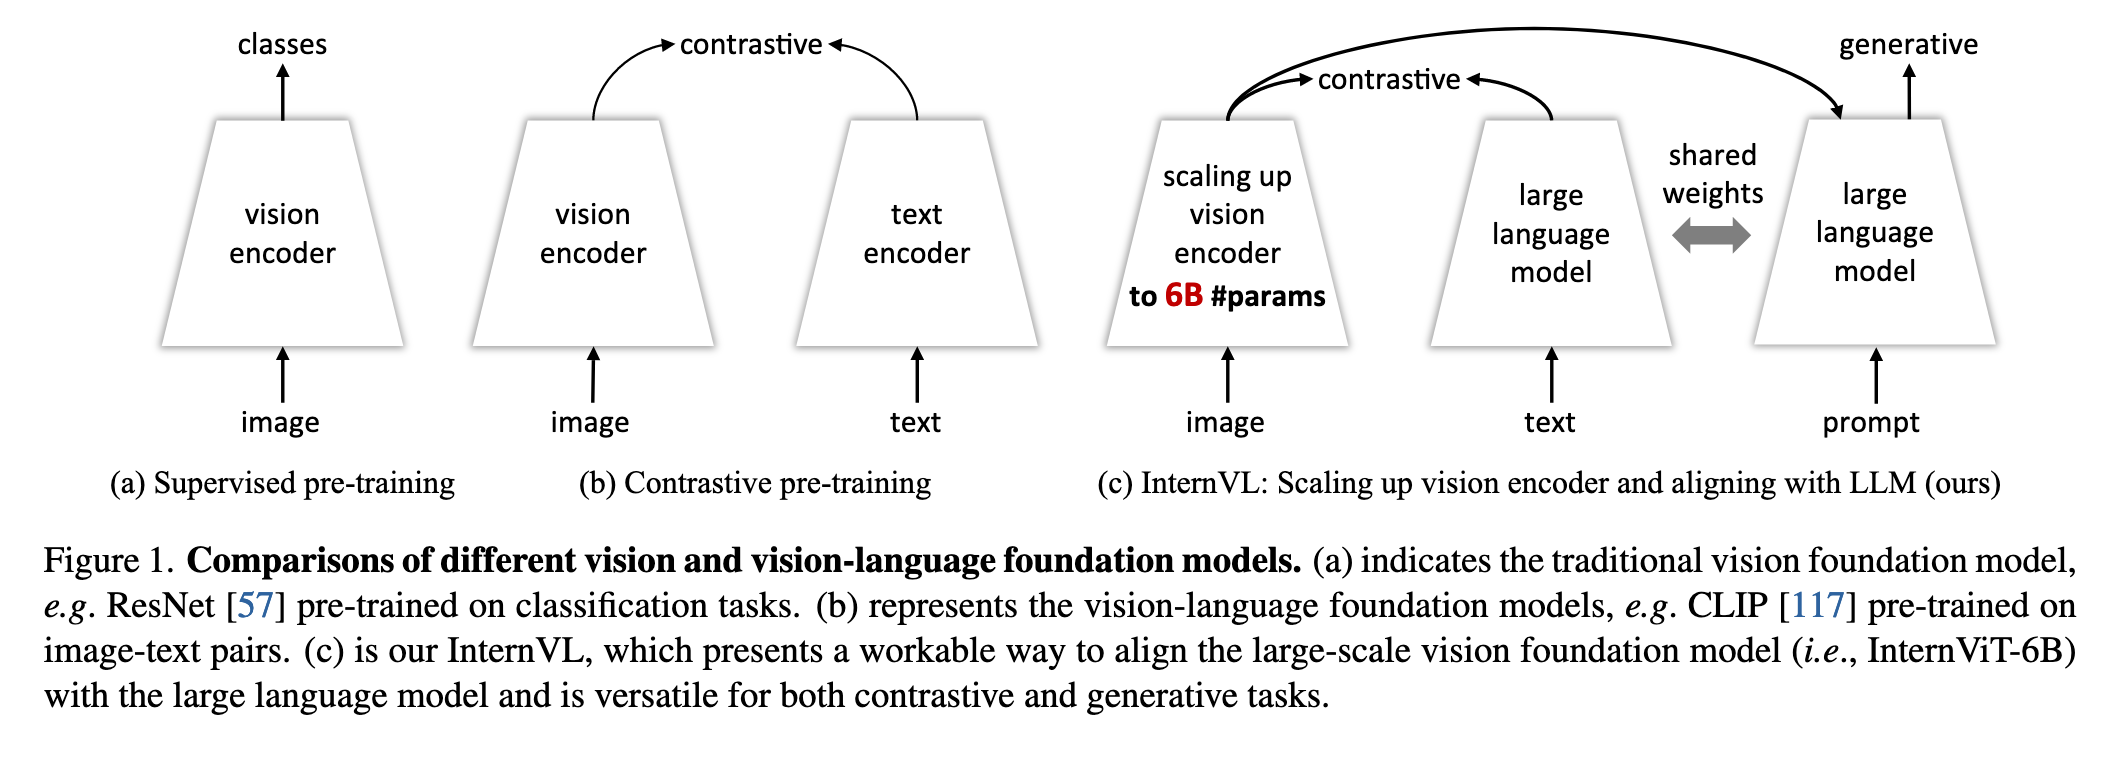 classes
vision
encoder
image
(a) Supervised pre-training
contrastive
vision
encoder
image
text
encoder
text
(b) Contrastive pre-training
contrastive
scaling up
vision
encoder
to 6B #params
image
large
language
model
text
shared
weights
generative
large
language
model
prompt
(c) InternVL: Scaling up vision encoder and aligning with LLM (ours)
Figure 1. Comparisons of different vision and vision-language foundation models. (a) indicates the traditional vision foundation model,
e.g. ResNet [57] pre-trained on classification tasks. (b) represents the vision-language foundation models, e.g. CLIP [117] pre-trained on
image-text pairs. (c) is our InternVL, which presents a workable way to align the large-scale vision foundation model (i.e., InternViT-6B)
with the large language model and is versatile for both contrastive and generative tasks.